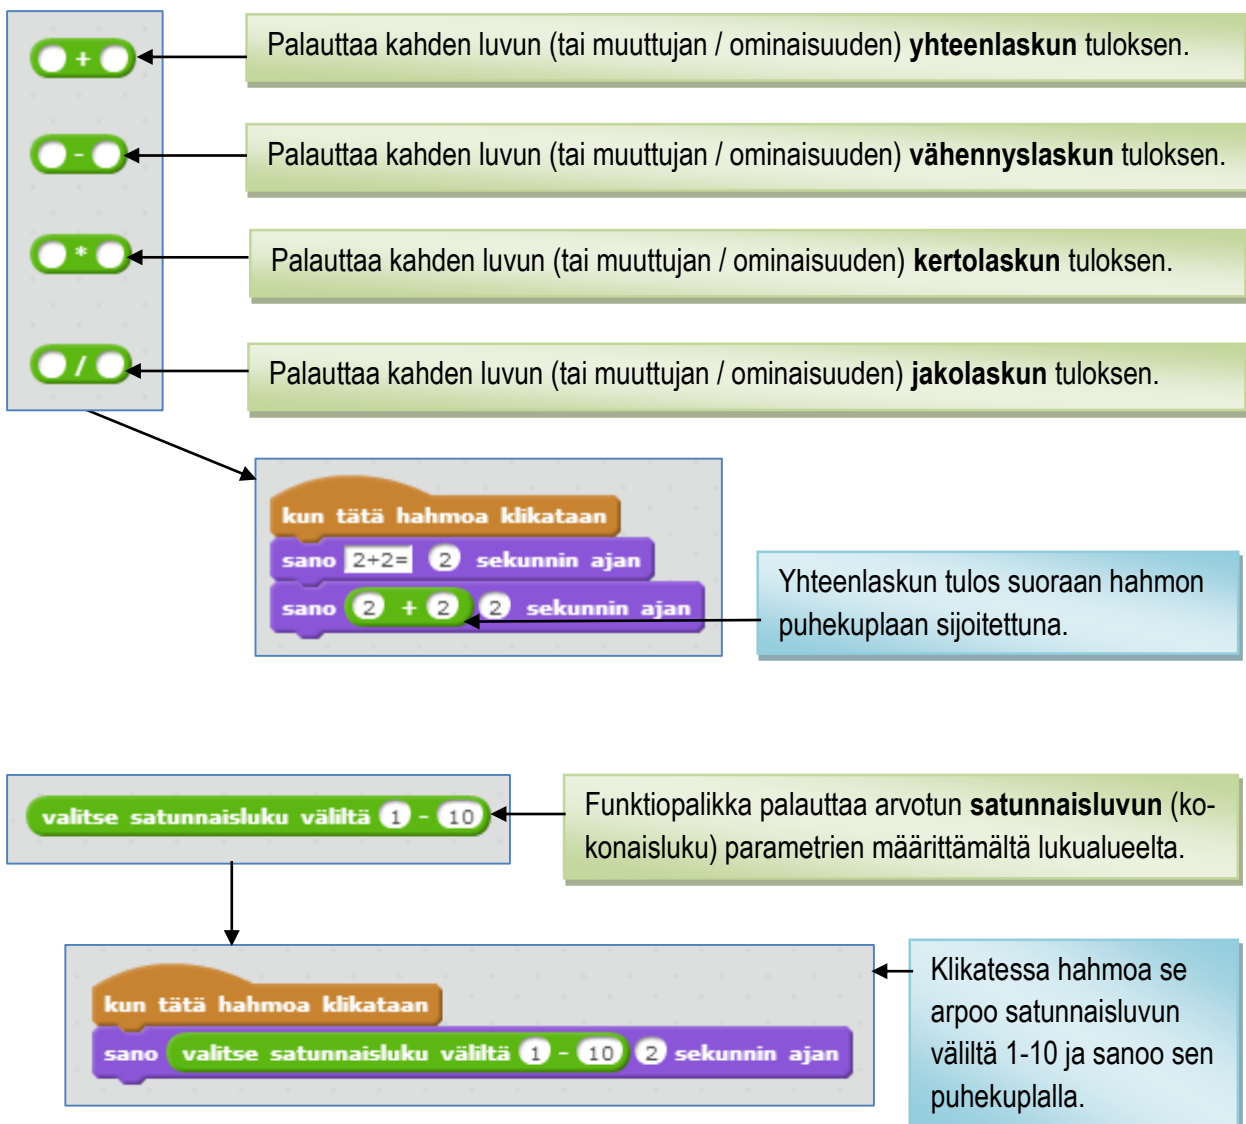 +
Palauttaa kahden luvun (tai muuttujan / ominaisuuden) yhteenlaskun tuloksen.
-
Palauttaa kahden luvun (tai muuttujan / ominaisuuden) vähennyslaskun tuloksen.
*
Palauttaa kahden luvun (tai muuttujan / ominaisuuden) kertolaskun tuloksen.
/
Palauttaa kahden luvun (tai muuttujan / ominaisuuden) jakolaskun tuloksen.
kun tätä hahmoa klikataan
sano 2+2= 2 sekunnin ajan
sano 2 + 2 2 sekunnin ajan
Yhteenlaskun tulos suoraan hahmon
puhekuplaan sijoitettuna.
valitse satunnaisluku väliltä 1 - 10
Funktiopalikka palauttaa arvotun satunnaisluvun (ko-
konaisluku) parametrien määrittämältä lukualueelta.
kun tätä hahmoa klikataan
sano valitse satunnaisluku väliltä 1 - 10 2 sekunnin ajan
Klikatessa hahmoa se
arpoo satunnaisluvun
väliltä 1-10 ja sanoo sen
puhekuplalla.